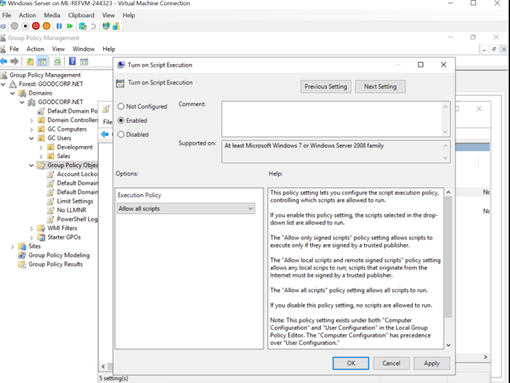 Windows Server on ML-REFVM-244323 - Virtual Machine Connection
File Action Media Clipboard View Help
Group Policy Management
File Action View Window Help
Group Policy Management
Forest: GOODCORP.NET
Domains
GOODCORP.NET
Default Domain Po
Domain Controller
GC Computers
GC Users
Development
Sales
Group Policy Objec
Account Lockou
Default Domain
Default Domain
Limit Settings
No LLMNR
PowerShell Log
WMI Filters
Starter GPOs
Sites
Group Policy Modeling
Group Policy Results
File
Turn on Script Execution
Turn on Script Execution
Previous Setting
Next Setting
Not Configured
Enabled
Disabled
Comment:
Supported on:
At least Microsoft Windows 7 or Windows Server 2008 family
Options:
Help:
Execution Policy
Allow all scripts
This policy setting lets you configure the script execution policy,
controlling which scripts are allowed to run.
If you enable this policy setting, the scripts selected in the drop-
down list are allowed to run.
The "Allow only signed scripts" policy setting allows scripts to
execute only if they are signed by a trusted publisher.
The "Allow local scripts and remote signed scripts" policy setting
allows any local scrips to run; scripts that originate from the
Internet must be signed by a trusted publisher.
The "Allow all scripts" policy setting allows all scripts to run.
If you disable this policy setting, no scripts are allowed to run.
Note: This policy setting exists under both "Computer
Configuration" and "User Configuration" in the Local Group
Policy Editor. The "Computer Configuration" has precedence
over "User Configuration."
OK
Cancel
Apply
No
No
5 setting(s)